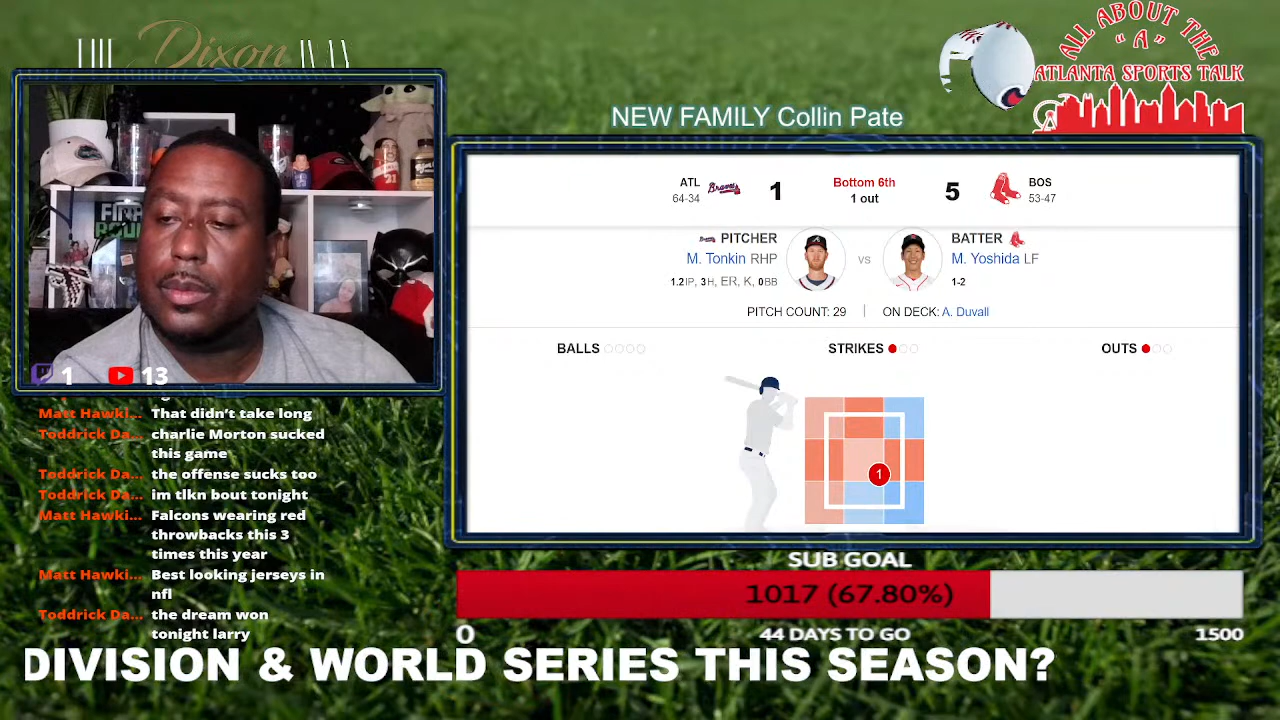 Dixon
ALL ABOUT THE
"A"
ATLANTA SPORTS TALK
NEW FAMILY Collin Pate
ATL
64-34
Braves
1
Bottom 6th
1 out
5
BOS
53-47
PITCHER
M. Tonkin RHP
1.2IP, 3H, ER, K, 0BB
vs
BATTER
M. Yoshida LF
1-2
PITCH COUNT: 29
ON DECK: A. Duvall
BALLS
STRIKES
OUTS
1
1
13
Matt Hawki... That didn't take long
Toddrick Da... charlie Morton sucked
this game
Toddrick Da... the offense sucks too
Toddrick Da... im tlkn bout tonight
Matt Hawki... Falcons wearing red
throwbacks this 3
times this year
Matt Hawki... Best looking jerseys in
nfl
Toddrick Da... the dream won
tonight larry
SUB GOAL
1017 (67.80%)
0
44 DAYS TO GO
1500
DIVISION & WORLD SERIES THIS SEASON?